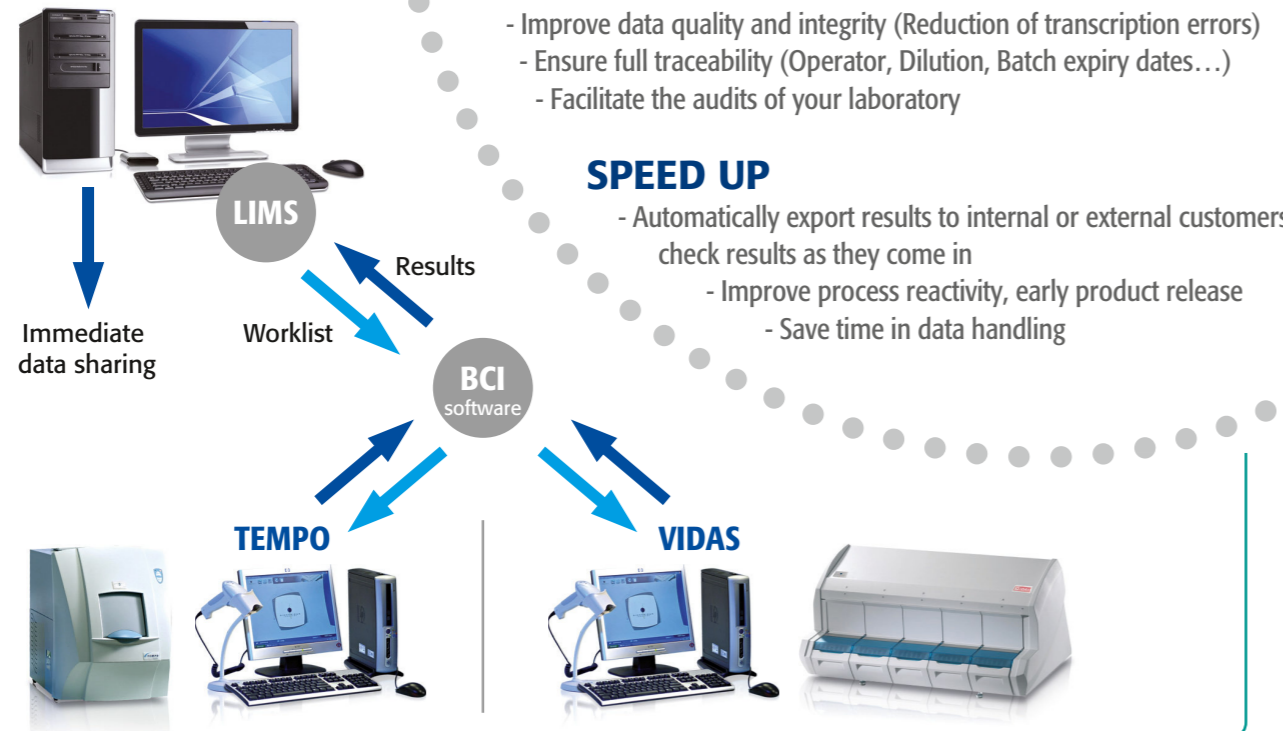 - Improve data quality and integrity (Reduction of transcription errors)
- Ensure full traceability (Operator, Dilution, Batch expiry dates…)
- Facilitate the audits of your laboratory
SPEED UP
- Automatically export results to internal or external customers
check results as they come in
- Improve process reactivity, early product release
- Save time in data handling
LIMS
Results
Worklist
Immediate
data sharing
BCI
software
TEMPO
VIDAS